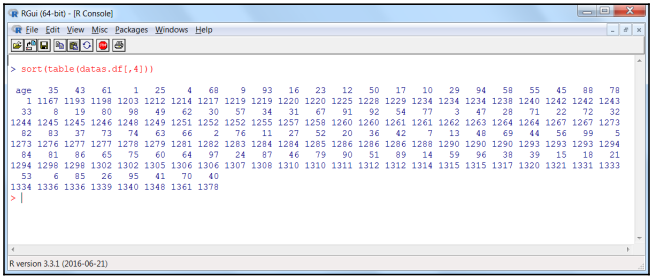 RGui (64-bit) - [R Console]
File Edit View Misc Packages Windows Help
> sort(table(datas.df[,4]))
age 35 43 61 1 25 4 68 9 93 16 23 12 50 17 10 29 94 58 55 45 88 78
1 1167 1193 1198 1203 1212 1214 1217 1219 1219 1220 1220 1225 1228 1229 1234 1234 1234 1238 1240 1242 1242 1243
33 8 19 80 98 49 62 30 57 34 31 67 91 92 54 77 3 47 28 71 22 72 32
1244 1245 1245 1246 1248 1249 1251 1252 1252 1255 1257 1258 1260 1260 1261 1261 1262 1263 1264 1264 1267 1267 1273
82 83 37 73 74 63 66 2 76 11 27 52 20 36 42 7 13 48 69 44 56 99 5
1273 1276 1277 1277 1278 1279 1281 1282 1283 1284 1284 1285 1286 1286 1286 1288 1290 1290 1290 1293 1293 1293 1294
84 81 86 65 75 60 64 97 24 87 46 79 90 51 89 14 59 96 38 39 15 18 21
1294 1298 1298 1302 1302 1305 1306 1306 1307 1308 1310 1310 1311 1312 1312 1314 1315 1315 1317 1320 1321 1331 1333
53 6 85 26 95 41 70 40
1334 1336 1336 1339 1340 1348 1361 1378
>
R version 3.3.1 (2016-06-21)